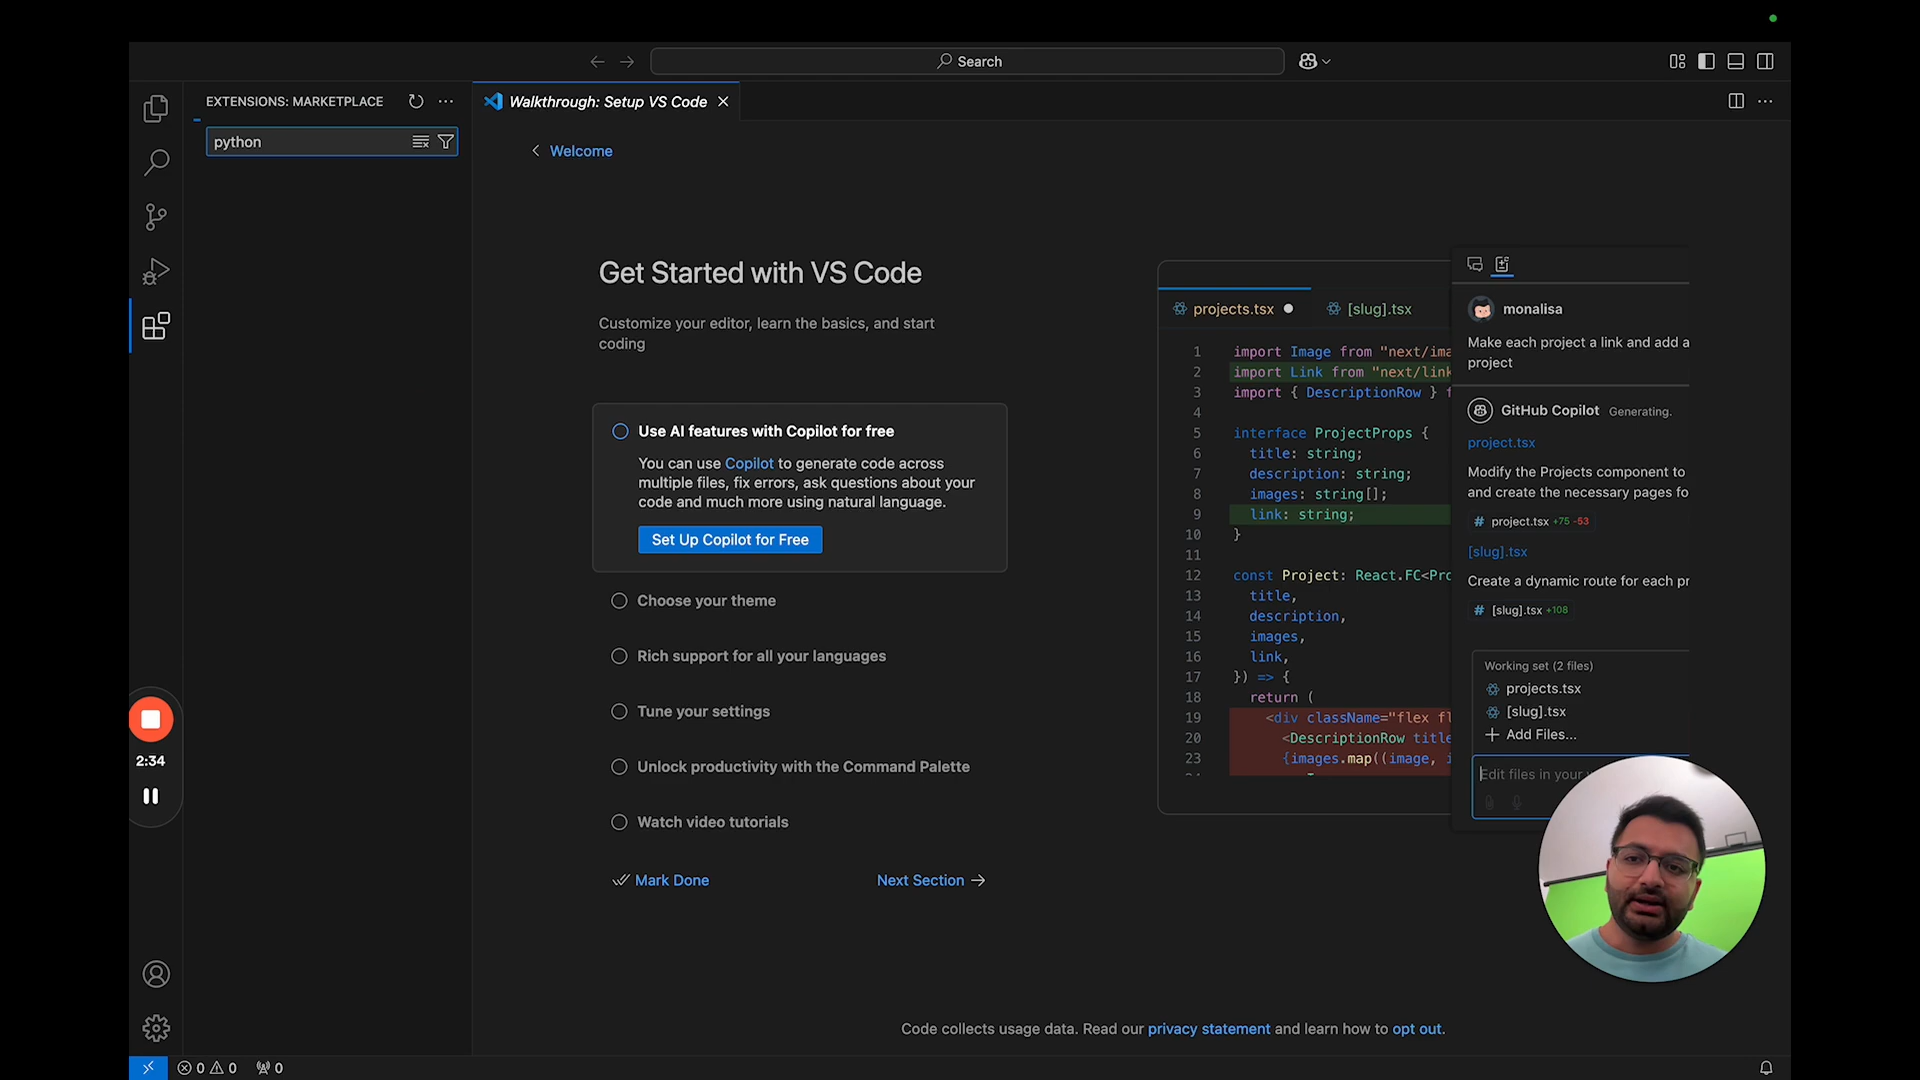 Search
EXTENSIONS: MARKETPLACE
Walkthrough: Setup VS Code
python
Welcome
Get Started with VS Code
Customize your editor, learn the basics, and start
coding
Use AI features with Copilot for free
You can use Copilot to generate code across
multiple files, fix errors, ask questions about your
code and much more using natural language.
Set Up Copilot for Free
Choose your theme
Rich support for all your languages
Tune your settings
Unlock productivity with the Command Palette
Watch video tutorials
Mark Done
Next Section
projects.tsx
[slug].tsx
1 import Image from "next/ima
2 import Link from "next/link
3 import { DescriptionRow } f
4
5 interface ProjectProps {
6 title: string;
7 description: string;
8 images: string[];
9 link: string;
10 }
11
12 const Project: React.FC<Pro
13 title,
14 description,
15 images,
16 link,
17 }) => {
18 return (
19 <div className="flex fl
20 <DescriptionRow title
23 {images.map((image, i
monalisa
Make each project a link and add a
project
GitHub Copilot Generating.
project.tsx
Modify the Projects component to
and create the necessary pages fo
# project.tsx +75 -53
[slug].tsx
Create a dynamic route for each pr
# [slug].tsx +108
Working set (2 files)
projects.tsx
[slug].tsx
Add Files...
Edit files in your
2:34
Code collects usage data. Read our privacy statement and learn how to opt out.
0 0 0